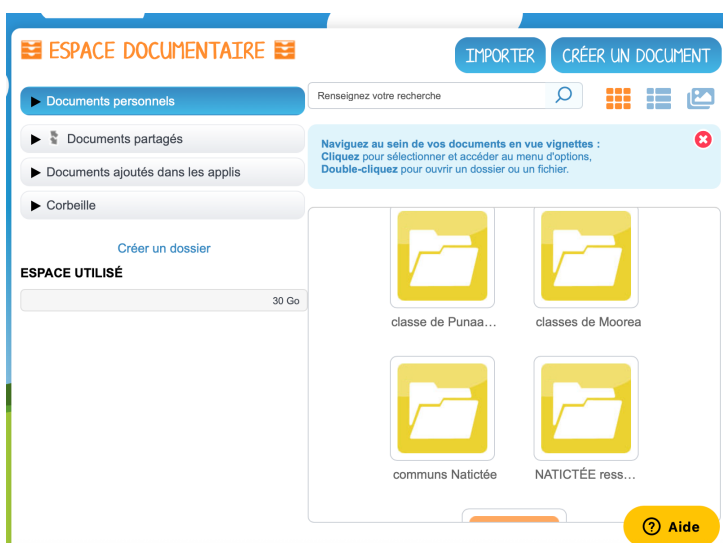 ESPACE DOCUMENTAIRE
IMPORTER
CRÉER UN DOCUMENT
Documents personnels
Documents partagés
Documents ajoutés dans les applis
Corbeille
Créer un dossier
ESPACE UTILISÉ
30 Go
Renseignez votre recherche
Naviguez au sein de vos documents en vue vignettes :
Cliquez pour sélectionner et accéder au menu d'options,
Double-cliquez pour ouvrir un dossier ou un fichier.
classe de Punaa...
classes de Moorea
communs Natictée
NATICTÉE ress...
Aide